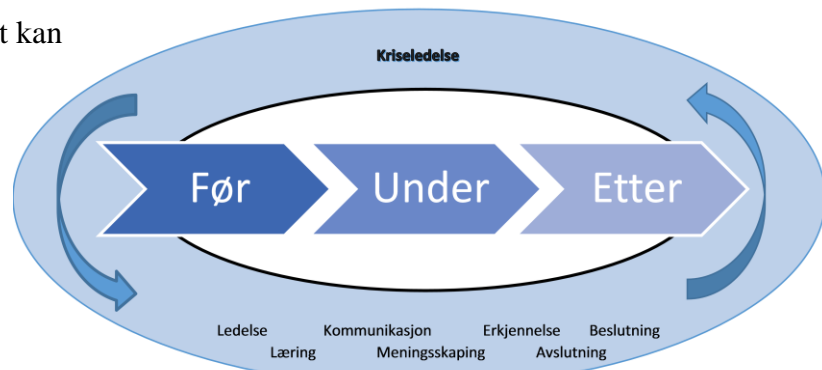 t kan
Kriseledelse
Før Under Etter
Ledelse Kommunikasjon Erkjennelse Beslutning
Læring Meningsskaping Avslutning